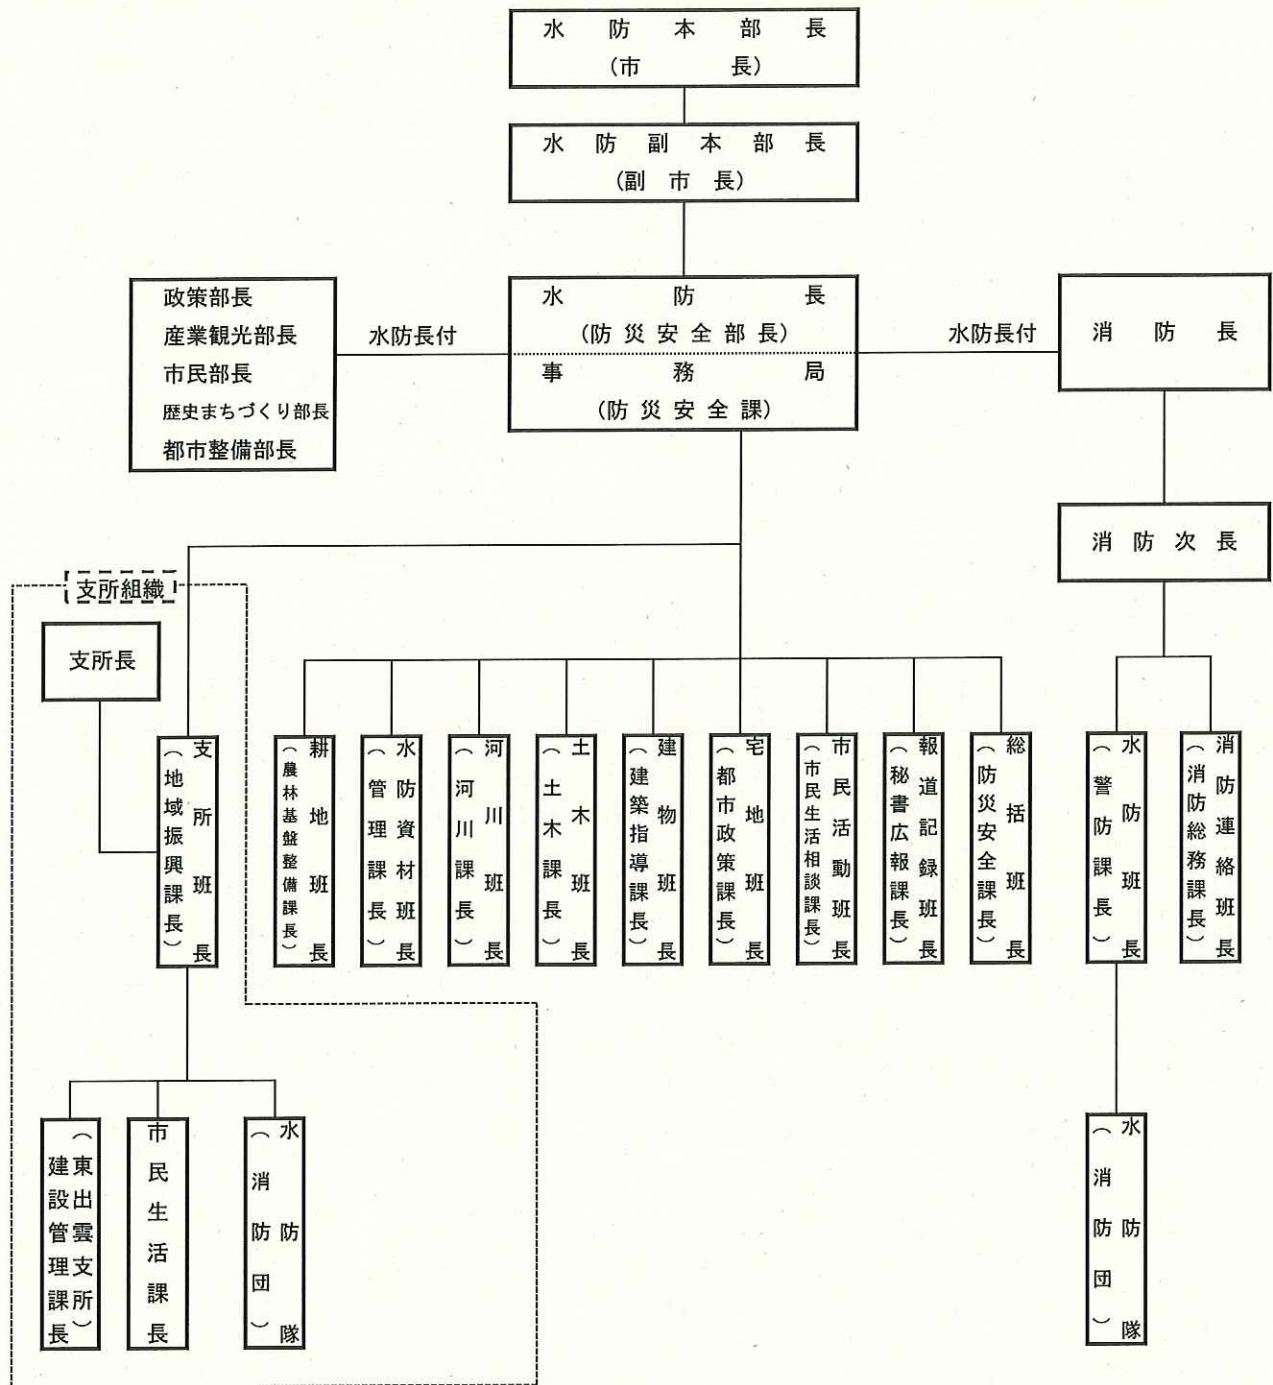 水防本部長
(市長)
水防副本部長
(副市長)
政策部長
産業観光部長
市民部長
歴史まちづくり部長
都市整備部長
水防長付
水防長
(防災安全部長)
事務局
(防災安全課)
水防長付
消防長
消防次長
支所組織
支所長
支所班長
(地域振興課長)
耕地班長
(農林基盤整備課長)
水防資材班長
(管理課長)
河川班長
(河川課長)
土木班長
(土木課長)
建物班長
(建築指導課長)
宅地班長
(都市政策課長)
市民活動班長
(市民生活相談課長)
報道記録班長
(秘書広報課長)
総括班長
(防災安全課長)
水防班長
(警防課長)
消防連絡班長
(消防総務課長)
(東出雲支所)
建設管理課長
市民生活課長
水防隊
(消防団)
水防隊
(消防団)